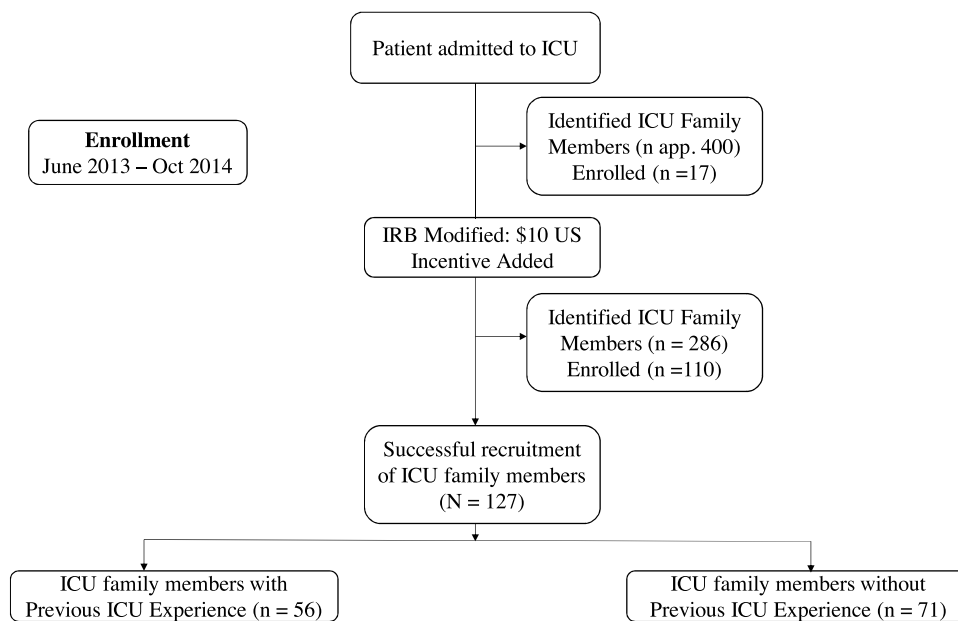 Patient admitted to ICU
Enrollment
June 2013 – Oct 2014
Identified ICU Family
Members (n app. 400)
Enrolled (n =17)
IRB Modified: $10 US
Incentive Added
Identified ICU Family
Members (n = 286)
Enrolled (n =110)
Successful recruitment
of ICU family members
(N = 127)
ICU family members with
Previous ICU Experience (n = 56)
ICU family members without
Previous ICU Experience (n = 71)